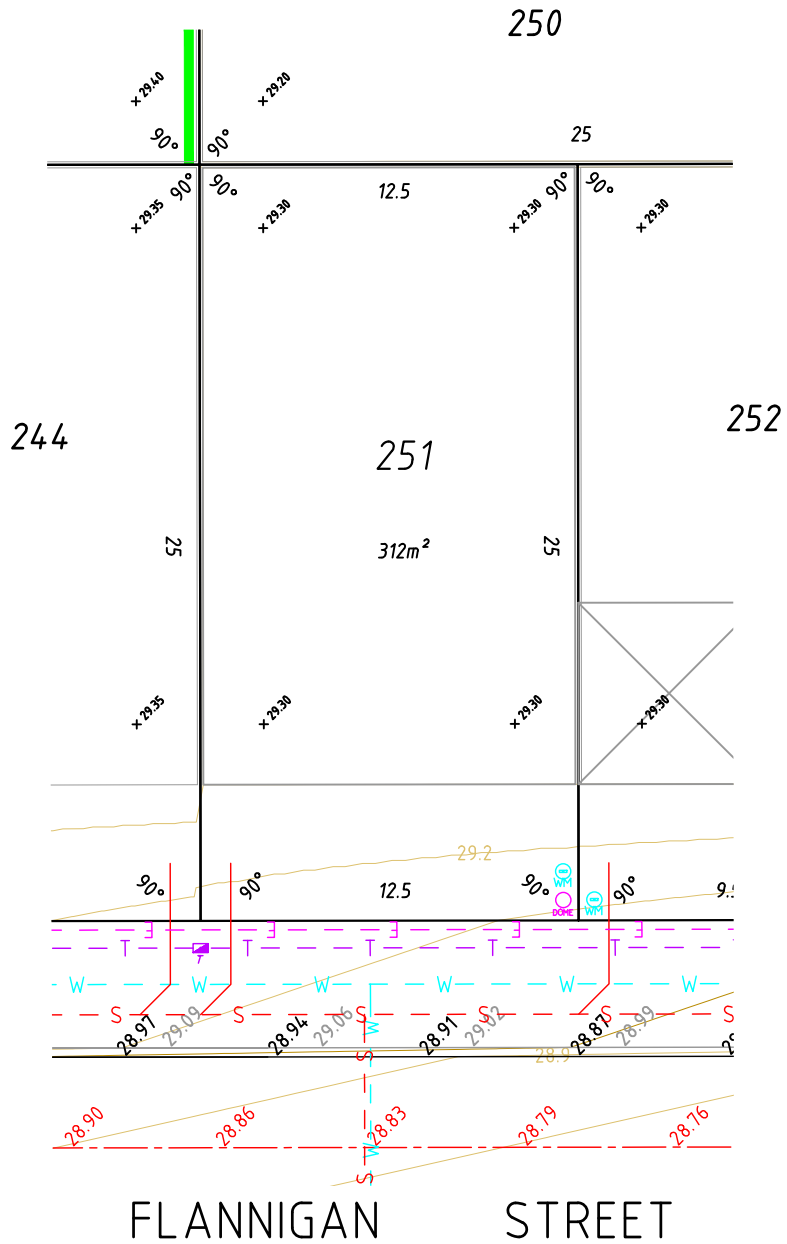 250
× 29.40 × 29.20
90° 90° 25
90° 90° 12.5 90° 90°
× 29.35 × 29.30 × 29.30 × 29.30
244 251 252
25 312m² 25
× 29.35 × 29.30 × 29.30 × 29.30
29.2
WM
90° 90° 12.5 90° 90°
DOME WM
E E E E E
T T T T T
T
W W W W W W
S S S S S S
28.97 29.09 28.94 29.06 W 28.91 29.02 28.87 28.99
S 28.9
28.90 28.86 28.83 28.79 28.76
W
S
FLANNIGAN STREET